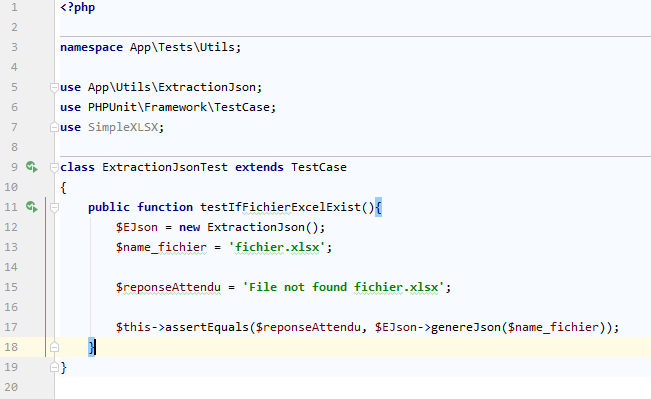 1 <?php
2
3 namespace App\Tests\Utils;
4
5 use App\Utils\ExtractionJson;
6 use PHPUnit\Framework\TestCase;
7 use SimpleXLSX;
8
9 class ExtractionJsonTest extends TestCase
10 {
11 public function testIfFichierExcelExist(){
12 $EJson = new ExtractionJson();
13 $name_fichier = 'fichier.xlsx';
14
15 $reponseAttendu = 'File not found fichier.xlsx';
16
17 $this->assertEquals($reponseAttendu, $EJson->genereJson($name_fichier));
18 }
19 }
20